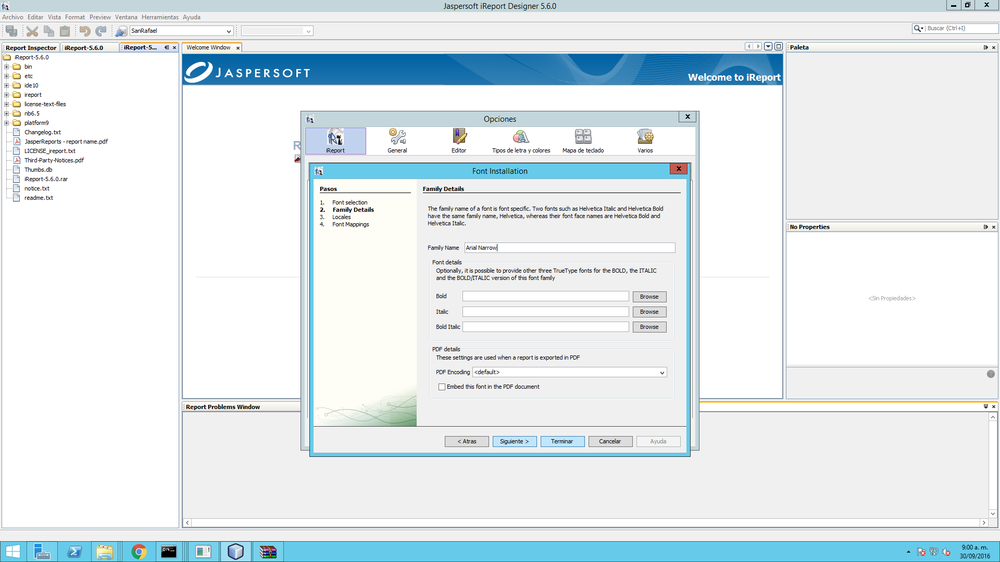 Jaspersoft iReport Designer 5.6.0
Archivo Editar Vista Format Preview Ventana Herramientas Ayuda
SanRafael
Buscar (Ctrl+I)
Report Inspector
iReport-5.6.0
iReport-5...
iReport-5.6.0
bin
etc
ide10
ireport
license-text-files
nb6.5
platform9
Changelog.txt
JasperReports - report name.pdf
LICENSE_ireport.txt
Third-Party-Notices.pdf
Thumbs.db
iReport-5.6.0.rar
notice.txt
readme.txt
Welcome Window
JASPERSOFT
Welcome to iReport
R
Opciones
iReport
General
Editor
Tipos de letra y colores
Mapa de teclado
Varios
Font Installation
Pasos
1. Font selection
2. Family Details
3. Locales
4. Font Mappings
Family Details
The family name of a font is font specific. Two fonts such as Helvetica Italic and Helvetica Bold
have the same family name, Helvetica, whereas their font face names are Helvetica Bold and
Helvetica Italic.
Family Name Arial Narrow
Font details
Optionally, it is possible to provide other three TrueType fonts for the BOLD, the ITALIC
and the BOLD/ITALIC version of this font family
Bold Browse
Italic Browse
Bold Italic Browse
PDF details
These settings are used when a report is exported in PDF
PDF Encoding <default>
Embed this font in the PDF document
< Atras
Siguiente >
Terminar
Cancelar
Ayuda
Paleta
No Properties
<Sin Propiedades>
Report Problems Window
9:00 a. m.
30/09/2016